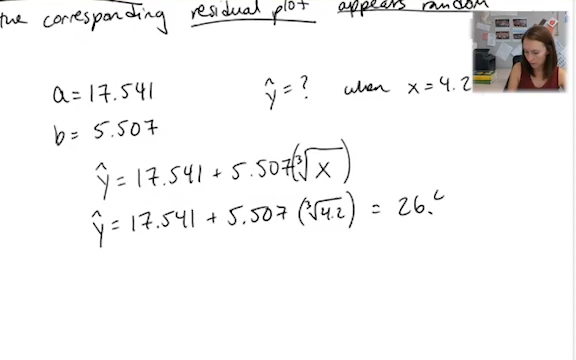 the corresponding residual plot appears random
a = 17.541
ŷ = ? when x = 4.2
b = 5.507
ŷ = 17.541 + 5.507(∛x)
ŷ = 17.541 + 5.507 (∛4.2) = 26.